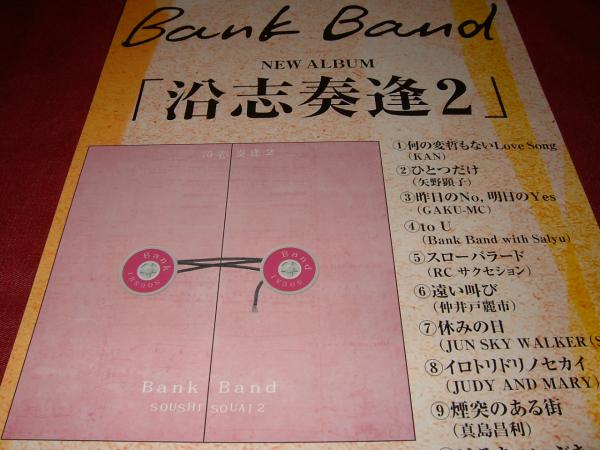 Bank Band
NEW ALBUM
「沿志奏逢2」
①何の変哲もないLove Song
(KAN)
②ひとつだけ
(矢野顕子)
③昨日のNo, 明日のYes
(GAKU-MC)
④to U
(Bank Band with Salyu)
⑤スローバラード
(RC サクセション)
⑥遠い叫び
(仲井戸麗市)
⑦休みの日
(JUN SKY WALKER(S
⑧イロトリドリノセカイ
(JUDY AND MARY)
⑨煙突のある街
(真島昌利)
沿志奏逢2
Bank
Band
Bank Band
SOUSHI SOUAI 2